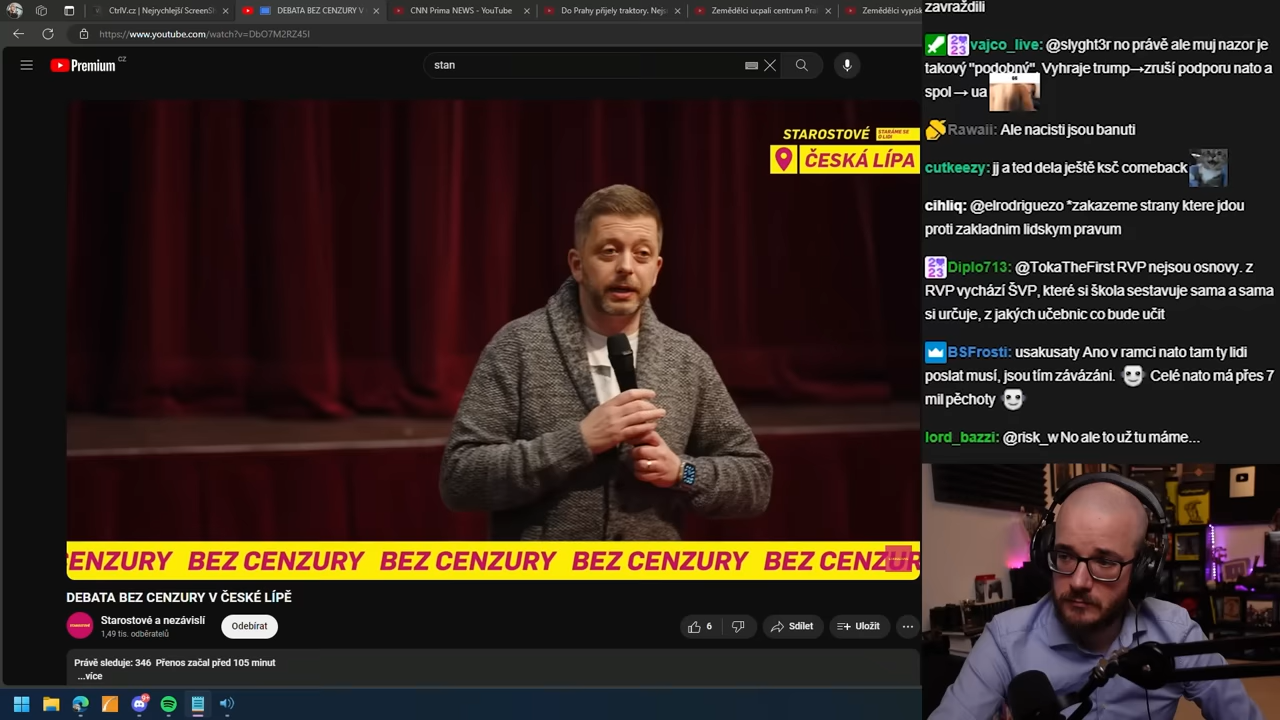 CtrlV.cz | Nejrychlejší ScreenSh
DEBATA BEZ CENZURY V Č
CNN Prima NEWS - YouTube
Do Prahy přijely traktory. Nejsu
Zemědělci ucpali centrum Prah
Zemědělci vypísk
https://www.youtube.com/watch?v=DbO7M2RZ45I
Premium CZ
stan
STAROSTOVÉ STARÁME SE O LIDI
ČESKÁ LÍPA
CENZURY BEZ CENZURY BEZ CENZURY BEZ CENZURY BEZ CENZUR
DEBATA BEZ CENZURY V ČESKÉ LÍPĚ
Starostové a nezávislí
1,49 tis. odběratelů
Odebírat
6
Sdílet
Uložit
Právě sleduje: 346 Přenos začal před 105 minut
...více
zavraždili
vajco_live: @slyght3r no právě ale muj nazor je
takový "podobný". Vyhraje trump→zruší podporu nato a
spol → ua
Rawaii: Ale nacisti jsou banuti
cutkeezy: jj a ted dela ještě ksč comeback
cihliq: @elrodriguezo *zakazeme strany ktere jdou
proti zakladnim lidskym pravum
Diplo713: @TokaTheFirst RVP nejsou osnovy. z
RVP vychází ŠVP, které si škola sestavuje sama a sama
si určuje, z jakých učebnic co bude učit
BSFrosti: usakusaty Ano v ramci nato tam ty lidi
poslat musí, jsou tím závázáni. Celé nato má přes 7
mil pěchoty
lord_bazzi: @risk_w No ale to už tu máme...